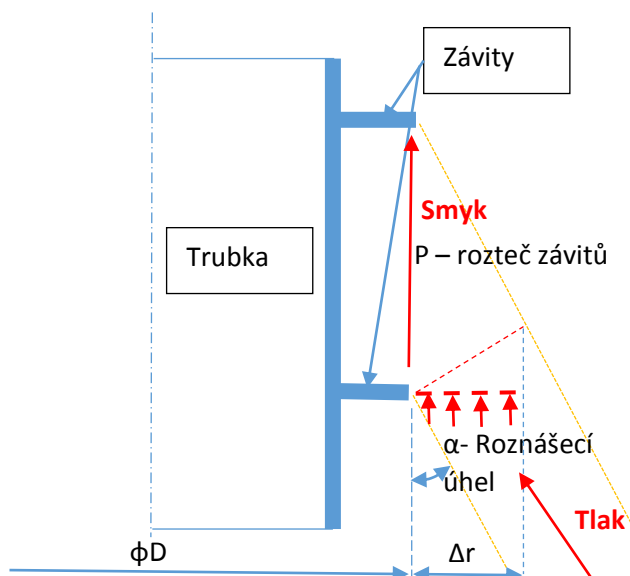 Závity
Smyk
P – rozteč závitů
Trubka
α- Roznášecí
úhel
Tlak
ϕD
Δr